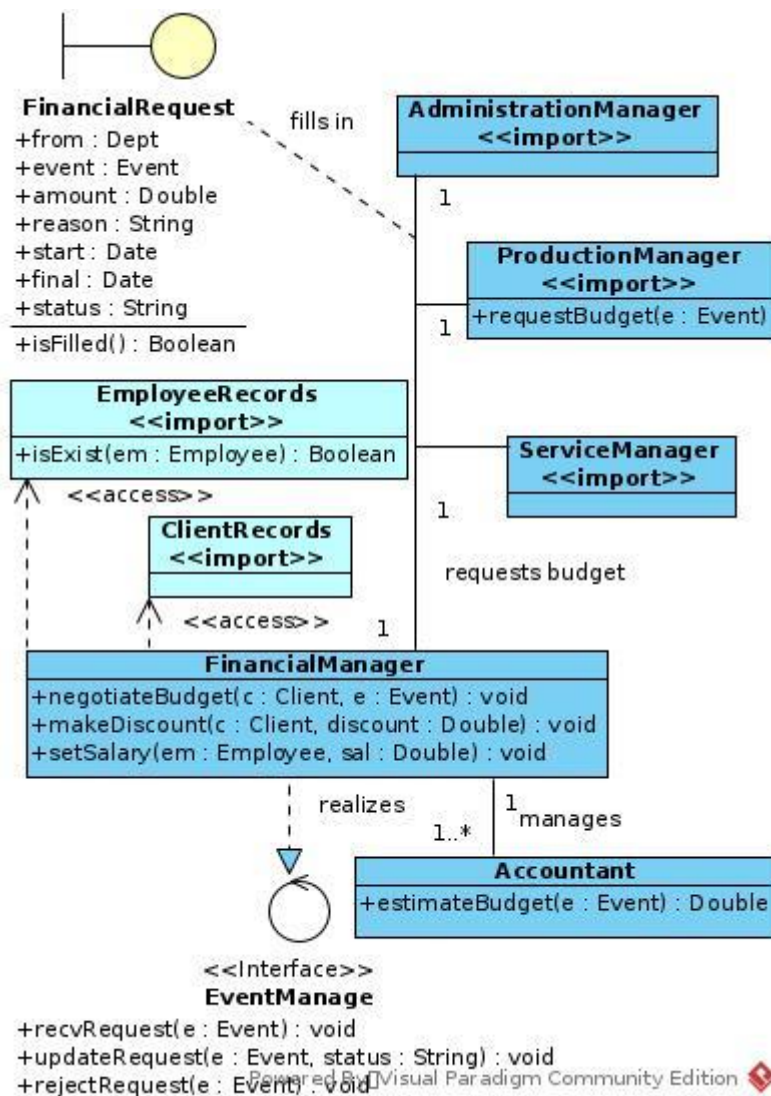 FinancialRequest
+from : Dept
+event : Event
+amount : Double
+reason : String
+start : Date
+final : Date
+status : String
+isFilled() : Boolean
fills in
AdministrationManager
<<import>>
1
ProductionManager
<<import>>
+requestBudget(e : Event)
1
EmployeeRecords
<<import>>
+isExist(em : Employee) : Boolean
<<access>>
ServiceManager
<<import>>
1
ClientRecords
<<import>>
<<access>>
requests budget
1
FinancialManager
+negotiateBudget(c : Client, e : Event) : void
+makeDiscount(c : Client, discount : Double) : void
+setSalary(em : Employee, sal : Double) : void
realizes
1
manages
1..*
Accountant
+estimateBudget(e : Event) : Double
<<Interface>>
EventManage
+recvRequest(e : Event) : void
+updateRequest(e : Event, status : String) : void
+rejectRequest(e : Event) : void
Powered By Visual Paradigm Community Edition